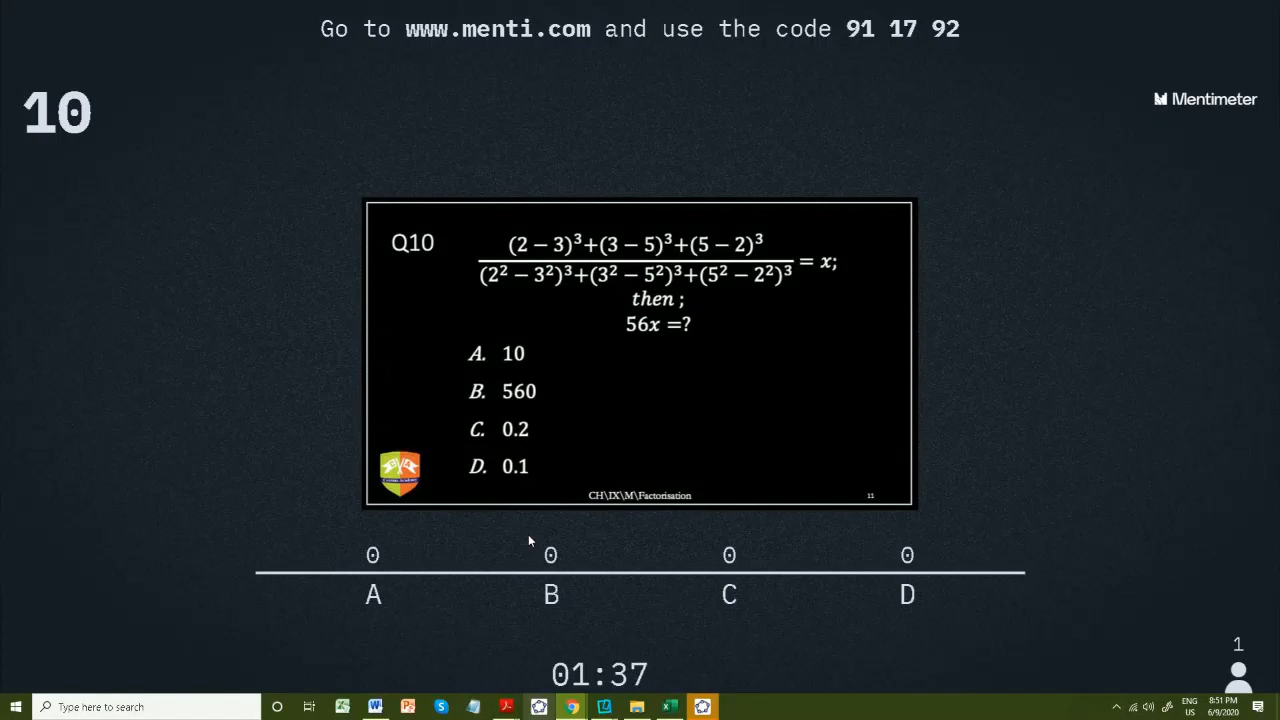 Go to www.menti.com and use the code 91 17 92
10
Mentimeter
Q10
(2 − 3)³+(3 − 5)³+(5 − 2)³
(2² − 3²)³+(3² − 5²)³+(5² − 2²)³
= x;
then ;
56x =?
A. 10
B. 560
C. 0.2
D. 0.1
CH\IX\M\Factorisation
11
0 0 0 0
A B C D
01:37
1
Type here to search
ENG
US
8:51 PM
6/9/2020